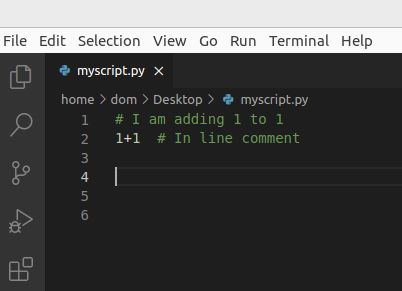 File Edit Selection View Go Run Terminal Help
myscript.py ×
home > dom > Desktop > myscript.py
1 # I am adding 1 to 1
2 1+1 # In line comment
3
4
5
6